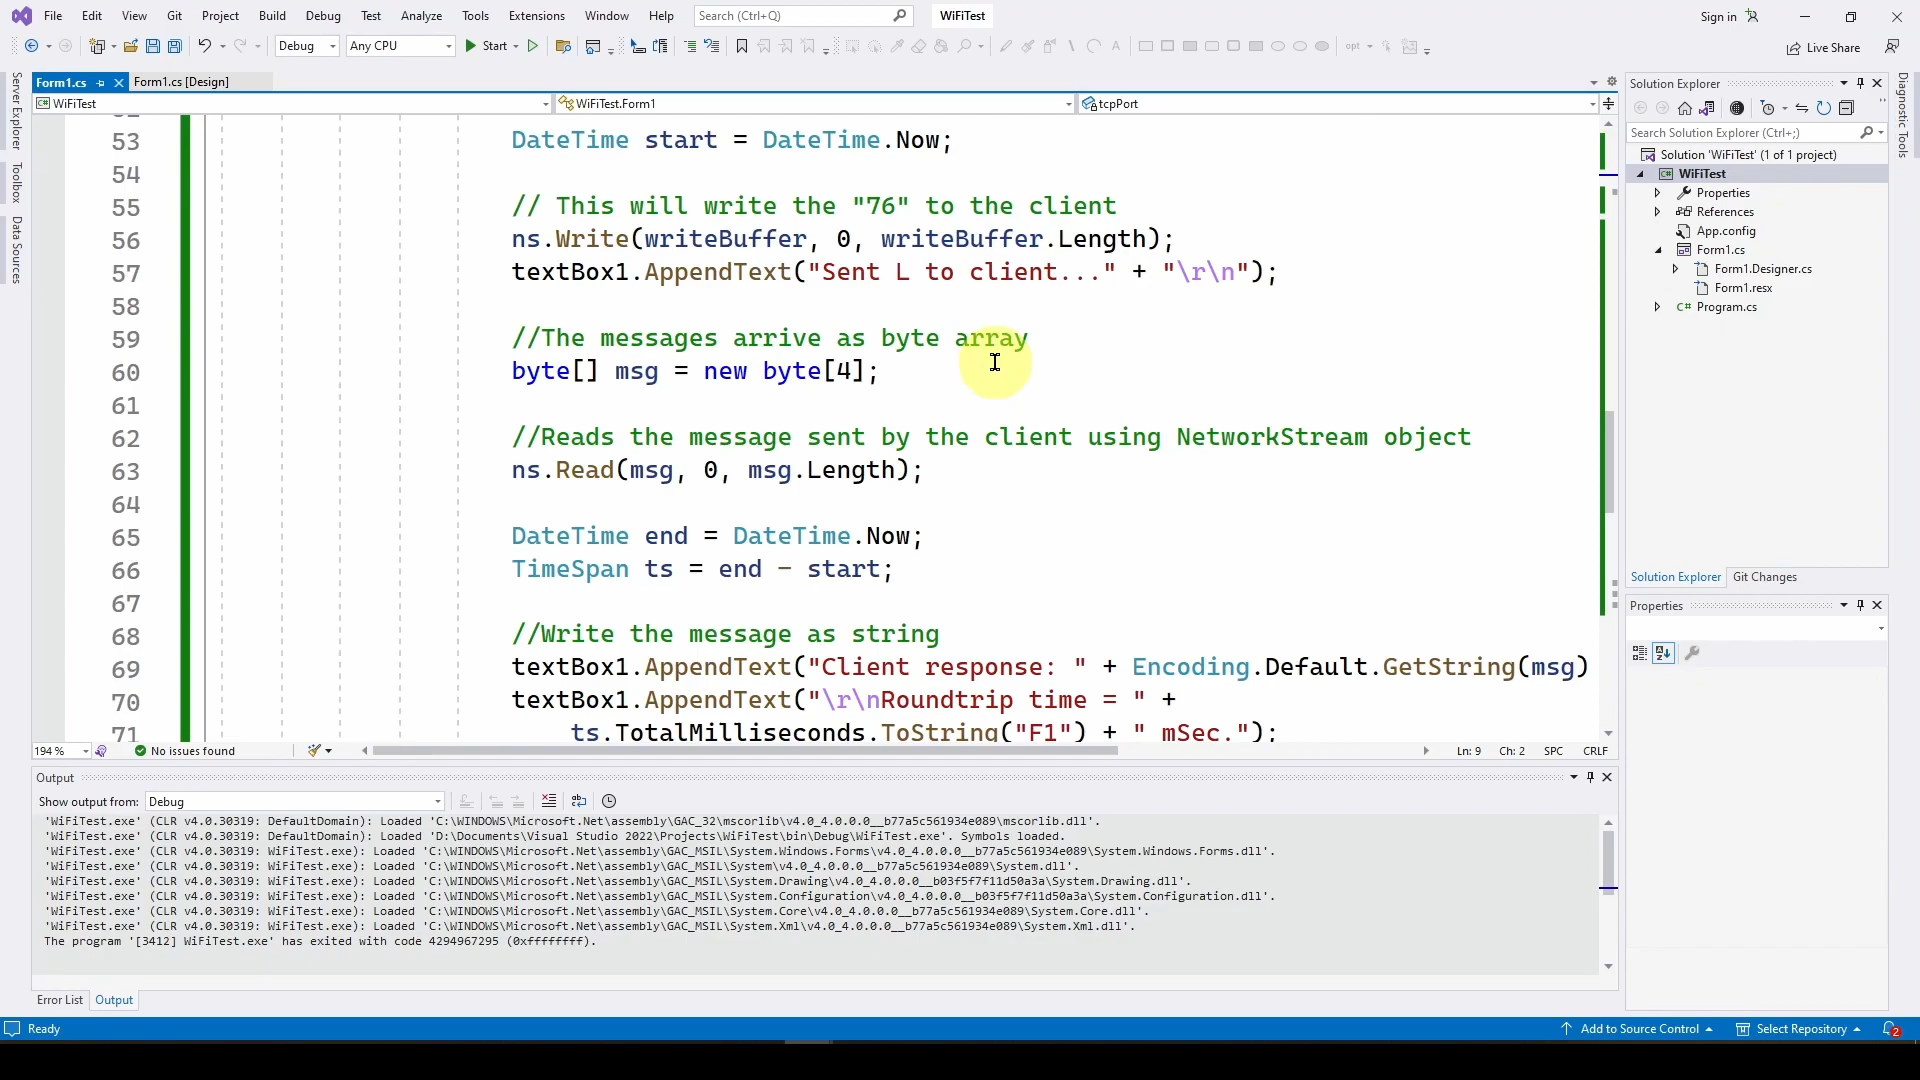 File Edit View Git Project Build Debug Test Analyze Tools Extensions Window Help Search (Ctrl+Q) WiFiTest Sign in
Debug Any CPU Start opt Live Share
Form1.cs Form1.cs [Design]
WiFiTest WiFiTest.Form1 tcpPort
Server Explorer
Toolbox
Data Sources
53 DateTime start = DateTime.Now;
54
55 // This will write the "76" to the client
56 ns.Write(writeBuffer, 0, writeBuffer.Length);
57 textBox1.AppendText("Sent L to client..." + "\r\n");
58
59 //The messages arrive as byte array
60 byte[] msg = new byte[4];
61
62 //Reads the message sent by the client using NetworkStream object
63 ns.Read(msg, 0, msg.Length);
64
65 DateTime end = DateTime.Now;
66 TimeSpan ts = end - start;
67
68 //Write the message as string
69 textBox1.AppendText("Client response: " + Encoding.Default.GetString(msg)
70 textBox1.AppendText("\r\nRoundtrip time = " +
71 ts.TotalMilliseconds.ToString("F1") + " mSec.");
194 % No issues found Ln: 9 Ch: 2 SPC CRLF
Output
Show output from: Debug
'WiFiTest.exe' (CLR v4.0.30319: DefaultDomain): Loaded 'C:\WINDOWS\Microsoft.Net\assembly\GAC_32\mscorlib\v4.0_4.0.0.0__b77a5c561934e089\mscorlib.dll'.
'WiFiTest.exe' (CLR v4.0.30319: DefaultDomain): Loaded 'D:\Documents\Visual Studio 2022\Projects\WiFiTest\bin\Debug\WiFiTest.exe'. Symbols loaded.
'WiFiTest.exe' (CLR v4.0.30319: WiFiTest.exe): Loaded 'C:\WINDOWS\Microsoft.Net\assembly\GAC_MSIL\System.Windows.Forms\v4.0_4.0.0.0__b77a5c561934e089\System.Windows.Forms.dll'.
'WiFiTest.exe' (CLR v4.0.30319: WiFiTest.exe): Loaded 'C:\WINDOWS\Microsoft.Net\assembly\GAC_MSIL\System\v4.0_4.0.0.0__b77a5c561934e089\System.dll'.
'WiFiTest.exe' (CLR v4.0.30319: WiFiTest.exe): Loaded 'C:\WINDOWS\Microsoft.Net\assembly\GAC_MSIL\System.Drawing\v4.0_4.0.0.0__b03f5f7f11d50a3a\System.Drawing.dll'.
'WiFiTest.exe' (CLR v4.0.30319: WiFiTest.exe): Loaded 'C:\WINDOWS\Microsoft.Net\assembly\GAC_MSIL\System.Configuration\v4.0_4.0.0.0__b03f5f7f11d50a3a\System.Configuration.dll'.
'WiFiTest.exe' (CLR v4.0.30319: WiFiTest.exe): Loaded 'C:\WINDOWS\Microsoft.Net\assembly\GAC_MSIL\System.Core\v4.0_4.0.0.0__b77a5c561934e089\System.Core.dll'.
'WiFiTest.exe' (CLR v4.0.30319: WiFiTest.exe): Loaded 'C:\WINDOWS\Microsoft.Net\assembly\GAC_MSIL\System.Xml\v4.0_4.0.0.0__b77a5c561934e089\System.Xml.dll'.
The program '[3412] WiFiTest.exe' has exited with code 4294967295 (0xffffffff).
Error List Output
Solution Explorer
Search Solution Explorer (Ctrl+;)
Solution 'WiFiTest' (1 of 1 project)
C# WiFiTest
Properties
References
App.config
Form1.cs
Form1.Designer.cs
Form1.resx
C# Program.cs
Solution Explorer Git Changes
Properties
Diagnostic Tools
Ready Add to Source Control Select Repository 2